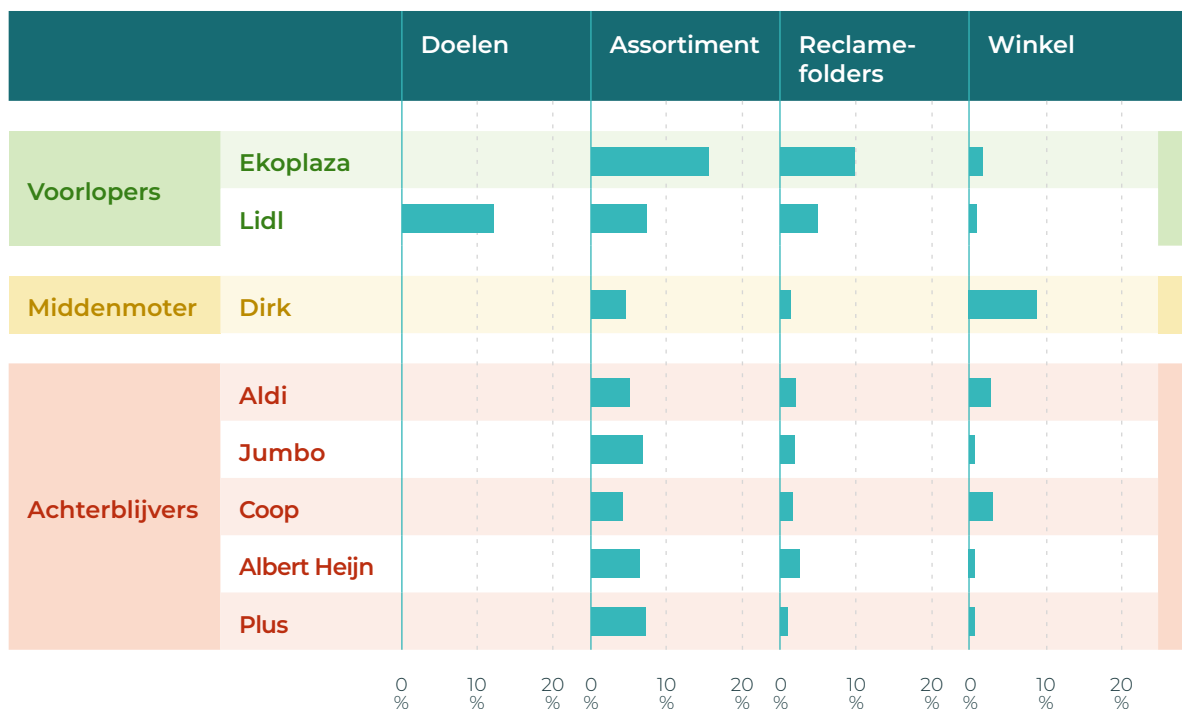 Doelen
Assortiment
Reclame-
folders
Winkel
Voorlopers
Ekoplaza
Lidl
Middenmoter
Dirk
Achterblijvers
Aldi
Jumbo
Coop
Albert Heijn
Plus
0 10 20 0 10 20 0 10 20 0 10 20
% % % % % % % % % % % %